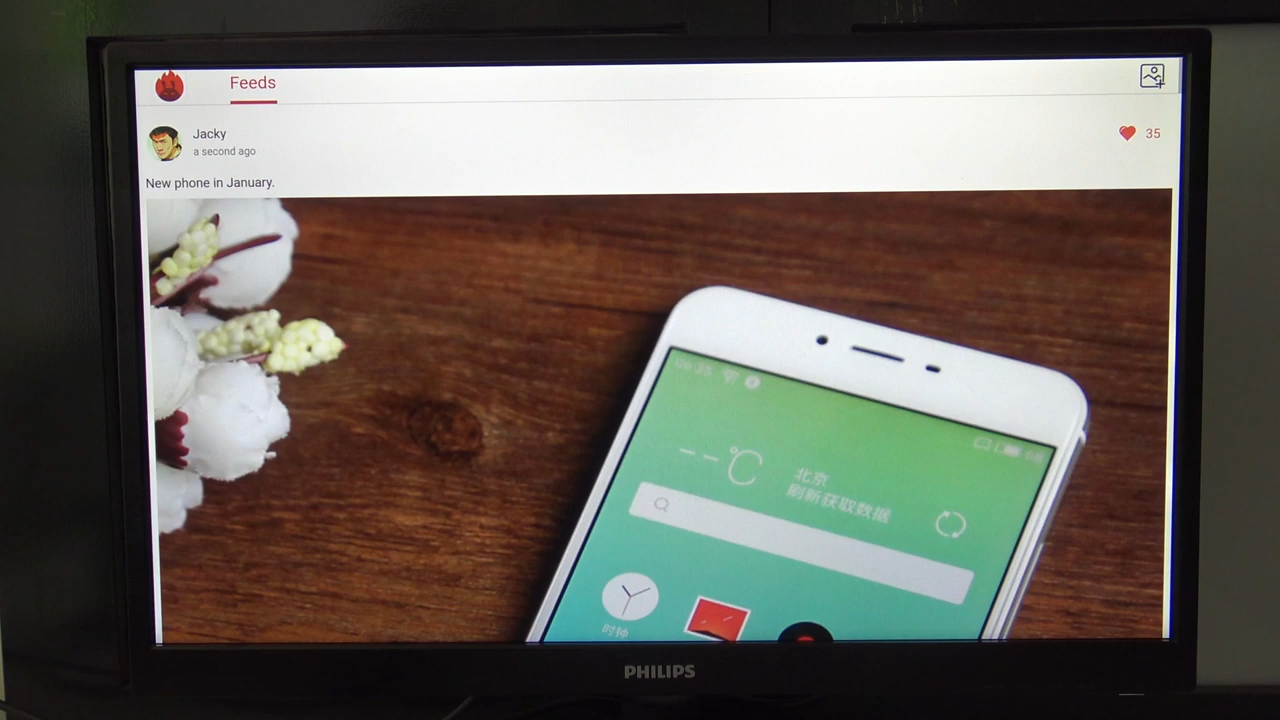 Feeds
Jacky
a second ago
35
New phone in January.
--°C
北京
刷新获取数据
时钟
PHILIPS